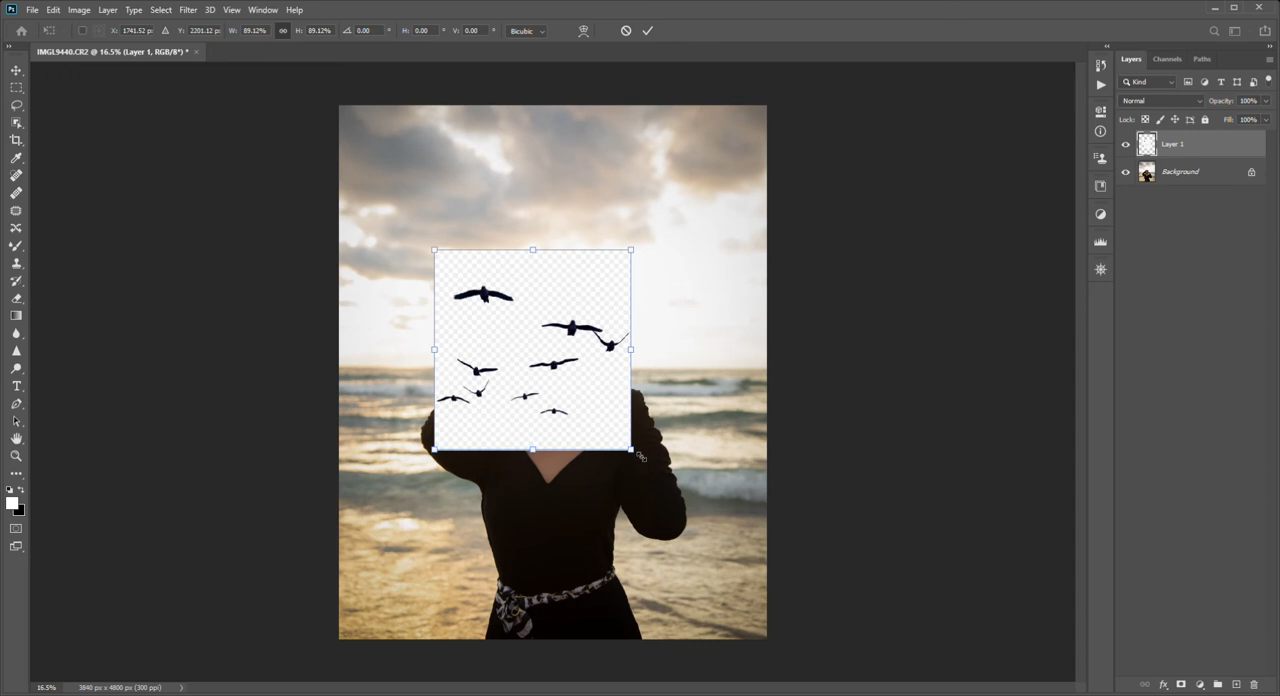 Ps File Edit Image Layer Type Select Filter 3D View Window Help
X: 1741.52 p: Y: 2201.12 p: W: 89.12% H: 89.12% 0.00 ° H: 0.00 ° V: 0.00 ° Bicubic
IMGL9440.CR2 @ 16.5% (Layer 1, RGB/8*) * ×
Layers Channels Paths
Kind
Normal Opacity: 100%
Lock: Fill: 100%
Layer 1
Background
16.5% 3840 px x 4800 px (300 ppi)